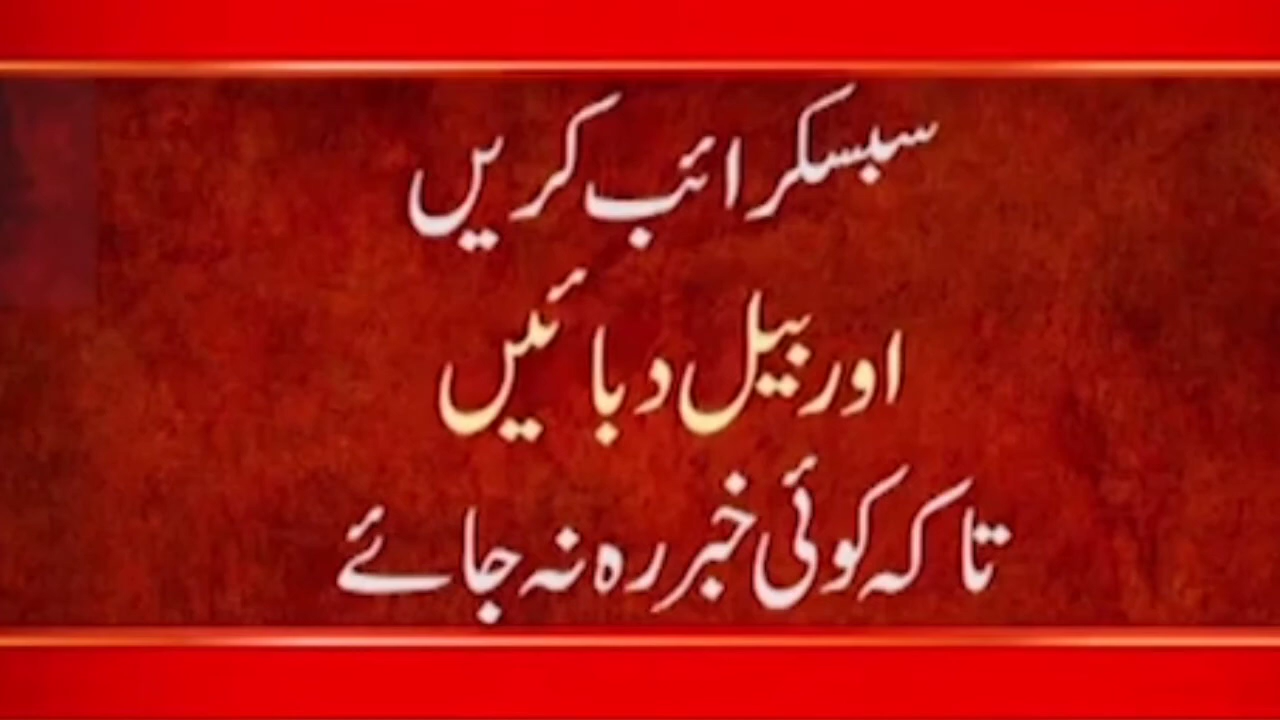 سبسکرائب کریں
اور بیل دبائیں
تاکہ کوئی خبر رہ نہ جائے